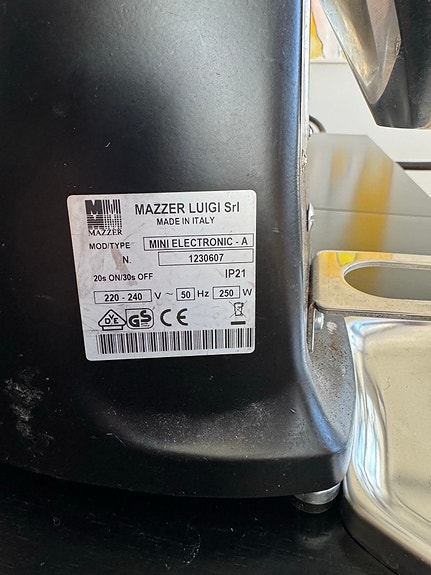 MAZZER LUIGI Srl
MADE IN ITALY
MAZZER
MOD/TYPE MINI ELECTRONIC - A
N. 1230607
20s ON/30s OFF IP21
220 - 240 V ~ 50 Hz 250 W
DVE GS CE